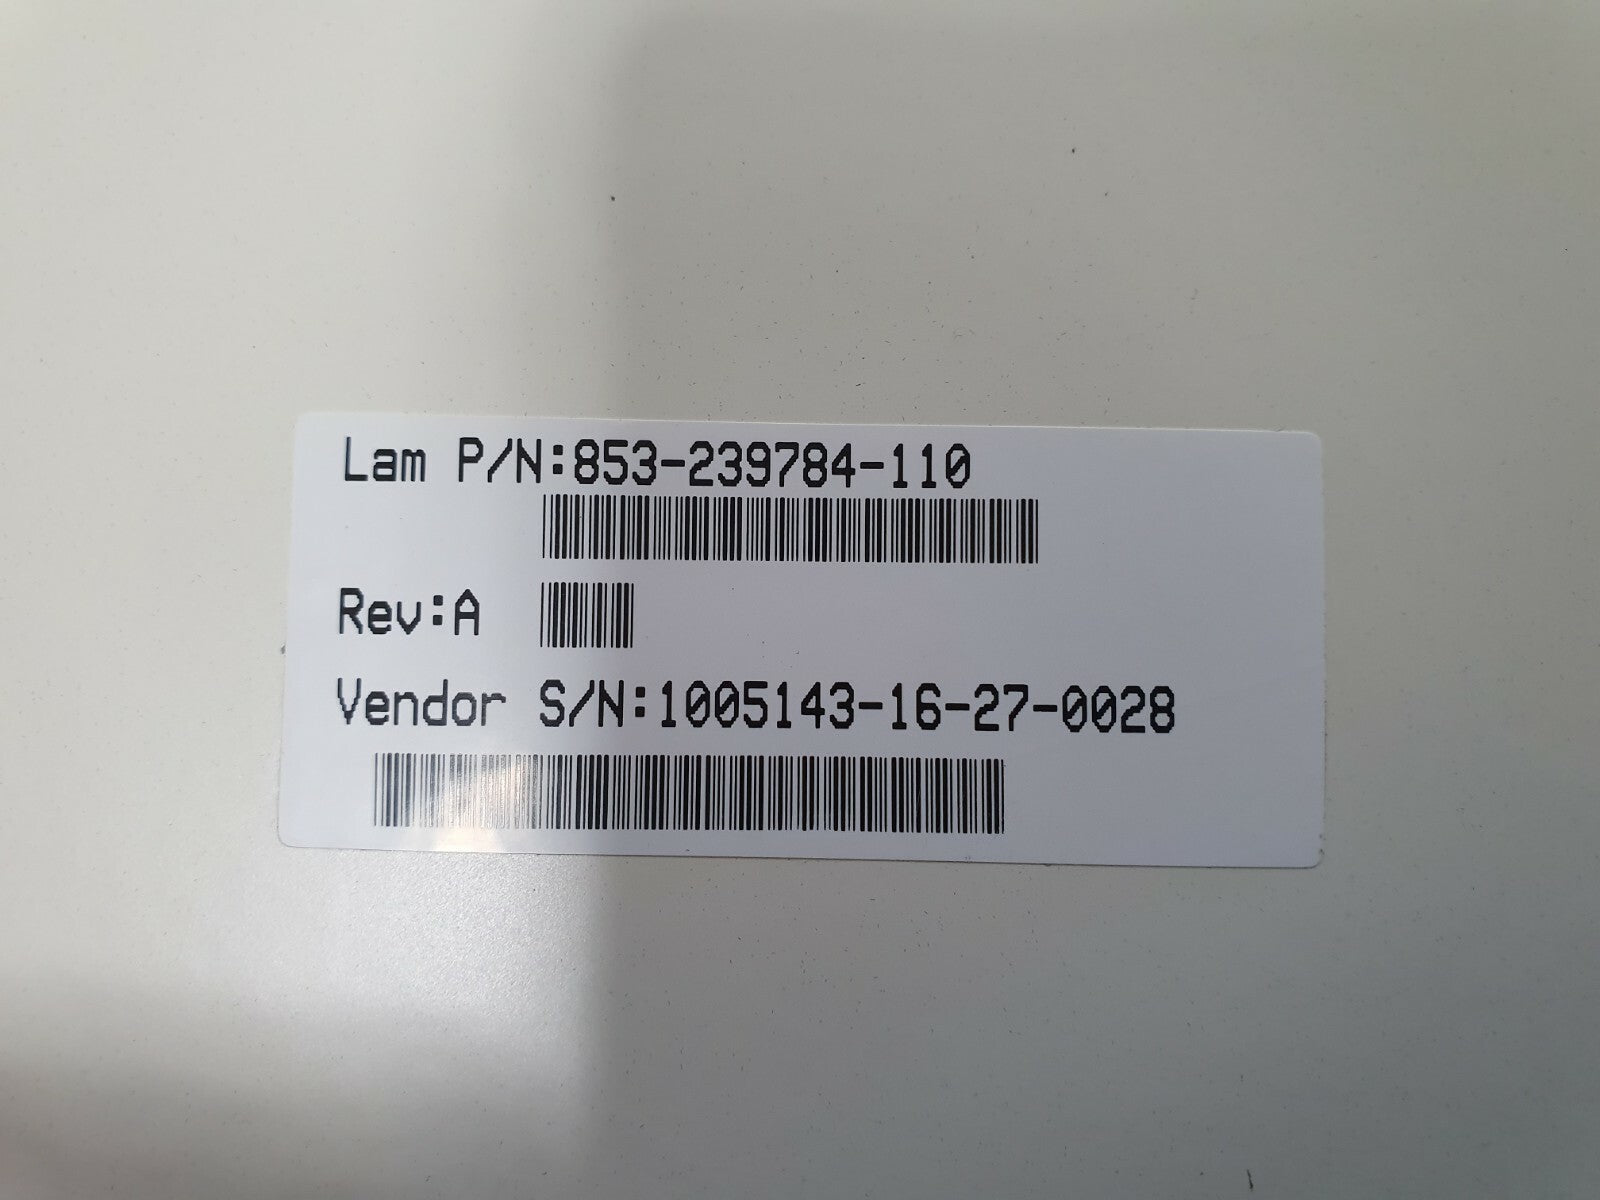 Lam P/N:853-239784-110
Rev:A
Vendor S/N:1005143-16-27-0028